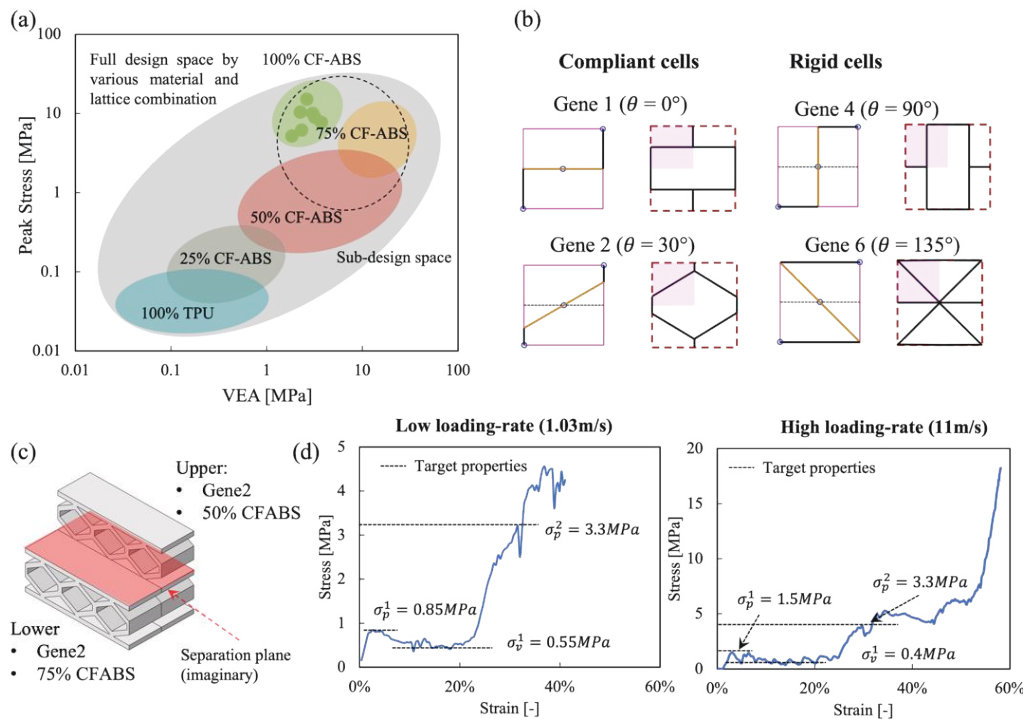 (a)
100
10
1
0.1
0.01
Peak Stress [MPa]
Full design space by
various material and
lattice combination
100% CF-ABS
75% CF-ABS
50% CF-ABS
25% CF-ABS
Sub-design space
100% TPU
0.01
0.1
1
10
100
VEA [MPa]
(b)
Compliant cells
Rigid cells
Gene 1 (θ = 0°)
Gene 4 (θ = 90°)
Gene 2 (θ = 30°)
Gene 6 (θ = 135°)
(c)
Upper:
• Gene2
• 50% CFABS
Lower
• Gene2
• 75% CFABS
Separation plane
(imaginary)
(d)
Low loading-rate (1.03m/s)
5
4
3
2
1
0
Stress [MPa]
Target properties
σ_p^2 = 3.3MPa
σ_p^1 = 0.85MPa
σ_v^1 = 0.55MPa
0%
20%
40%
60%
Strain [-]
High loading-rate (11m/s)
20
15
10
5
0
Stress [MPa]
Target properties
σ_p^2 = 3.3MPa
σ_p^1 = 1.5MPa
σ_v^1 = 0.4MPa
0%
20%
40%
60%
Strain [-]